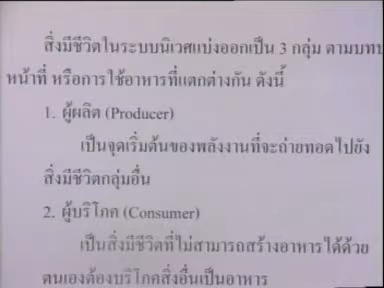 สิ่งมีชีวิตในระบบนิเวศแบ่งออกเป็น 3 กลุ่ม ตามบทบ
หน้าที่ หรือการใช้อาหารที่แตกต่างกัน ดังนี้
1. ผู้ผลิต (Producer)
เป็นจุดเริ่มต้นของพลังงานที่จะถ่ายทอดไปยัง
สิ่งมีชีวิตกลุ่มอื่น
2. ผู้บริโภค (Consumer)
เป็นสิ่งมีชีวิตที่ไม่สามารถสร้างอาหารได้ด้วย
ตนเองต้องบริโภคสิ่งอื่นเป็นอาหาร